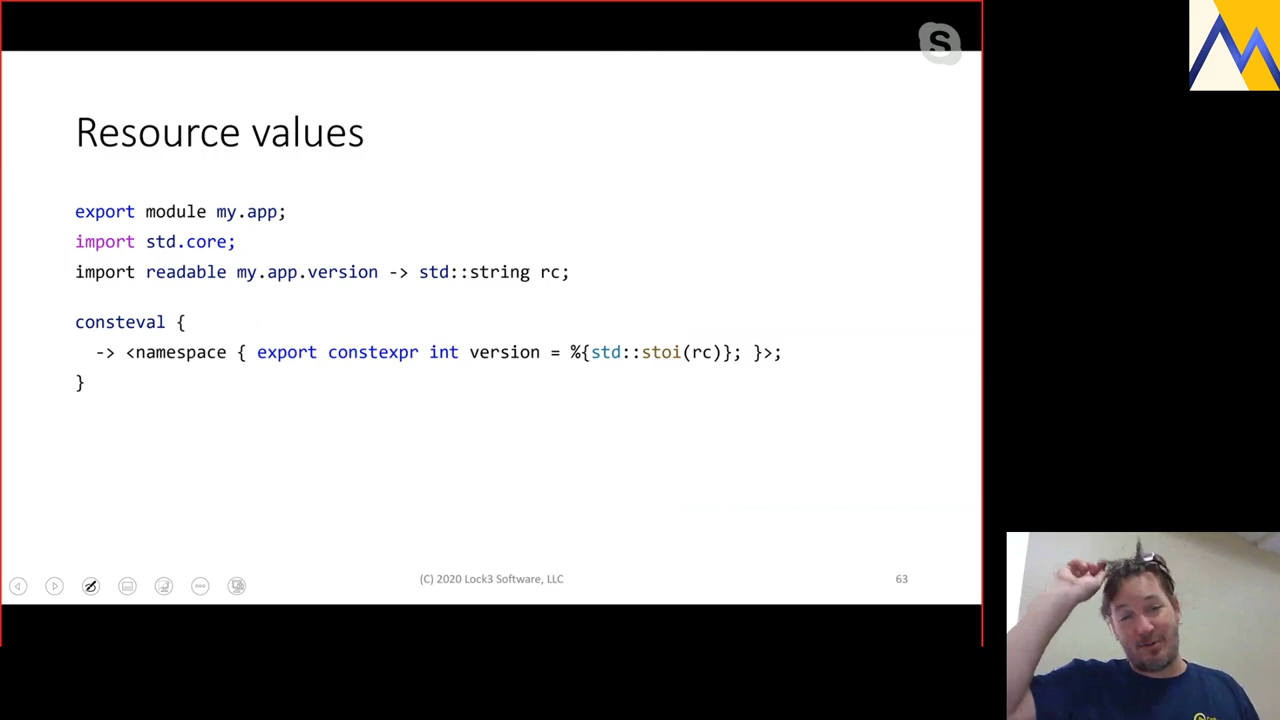 S
Resource values
export module my.app;
import std.core;
import readable my.app.version -> std::string rc;
consteval {
-> <namespace { export constexpr int version = %{std::stoi(rc)}; }>;
}
(C) 2020 Lock3 Software, LLC
63